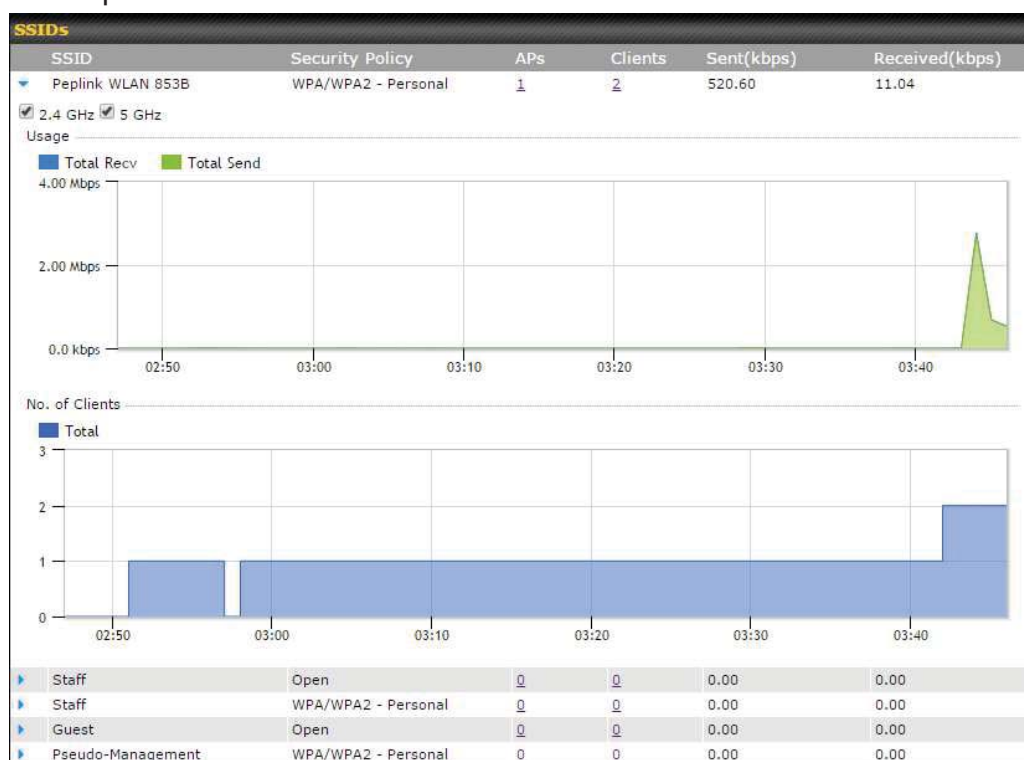 SSIDs
SSID Security Policy APs Clients Sent(kbps) Received(kbps)
Peplink WLAN 853B WPA/WPA2 - Personal 1 2 520.60 11.04
2.4 GHz 5 GHz
Usage
Total Recv Total Send
4.00 Mbps
2.00 Mbps
0.0 kbps
02:50 03:00 03:10 03:20 03:30 03:40
No. of Clients
Total
3
2
1
0
02:50 03:00 03:10 03:20 03:30 03:40
Staff Open 0 0 0.00 0.00
Staff WPA/WPA2 - Personal 0 0 0.00 0.00
Guest Open 0 0 0.00 0.00
Pseudo-Management WPA/WPA2 - Personal 0 0 0.00 0.00